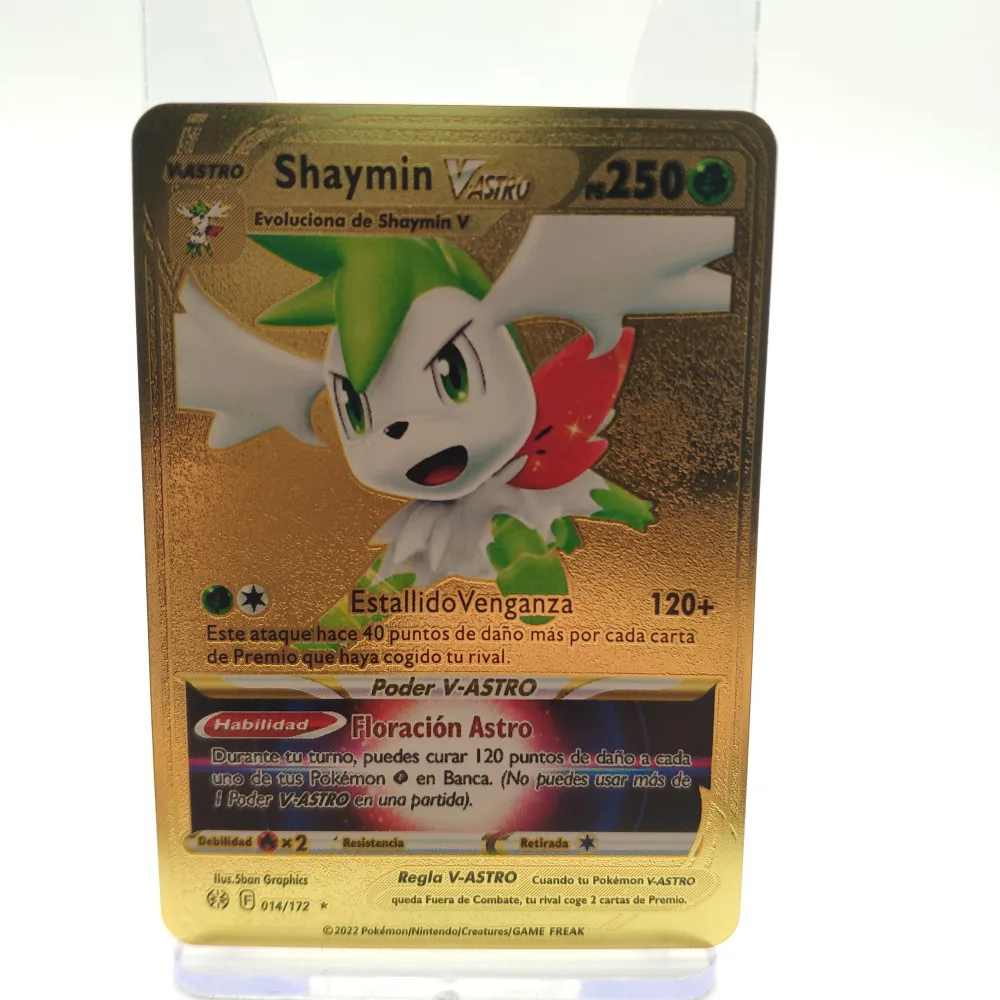 V-ASTRO
Shaymin V-ASTRO
PS 250
Evoluciona de Shaymin V
EstallidoVenganza 120+
Este ataque hace 40 puntos de daño más por cada carta
de Premio que haya cogido tu rival.
Poder V-ASTRO
Habilidad Floración Astro
Durante tu turno, puedes curar 120 puntos de daño a cada
uno de tus Pokémon en Banca. (No puedes usar más de
1 Poder V-ASTRO en una partida).
Debilidad ×2 Resistencia Retirada
Ilus.5ban Graphics
F 014/172 ★
Regla V-ASTRO Cuando tu Pokémon V-ASTRO
queda Fuera de Combate, tu rival coge 2 cartas de Premio.
©2022 Pokémon/Nintendo/Creatures/GAME FREAK